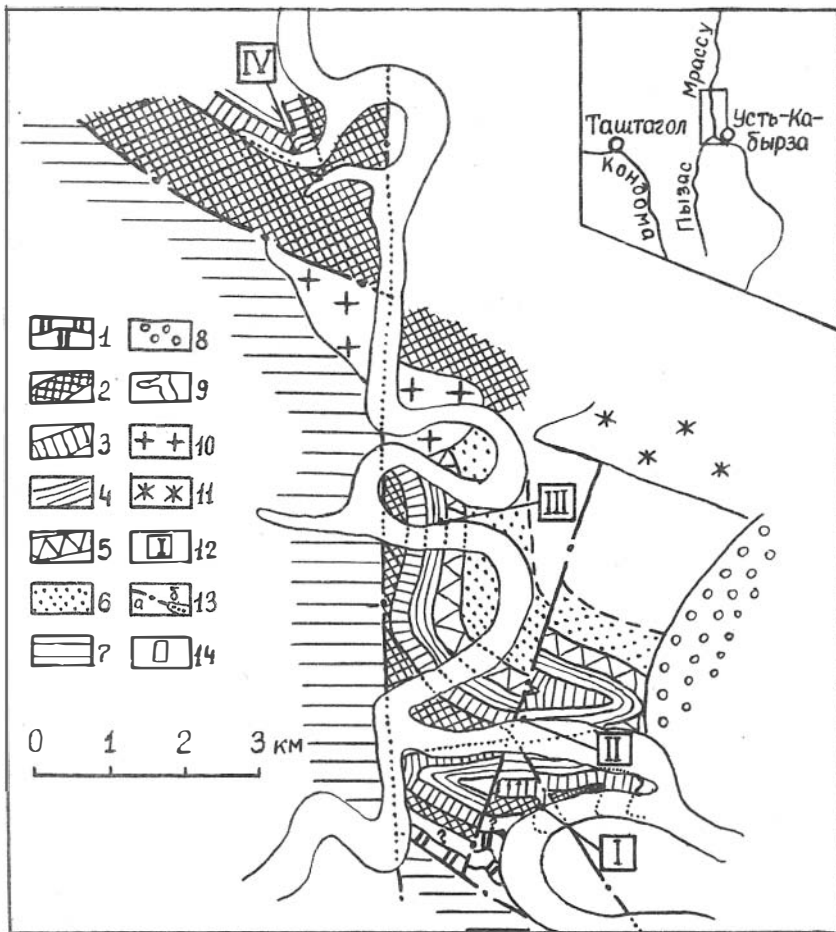 IV
Мрассу
Таштагол
Усть-Ка-
бырза
Кондома
Пызас
1
8
2
9
3
10
4
11
5
III
I
12
6
а
б
13
7
14
0 1 2 3 км
II
?
?
I